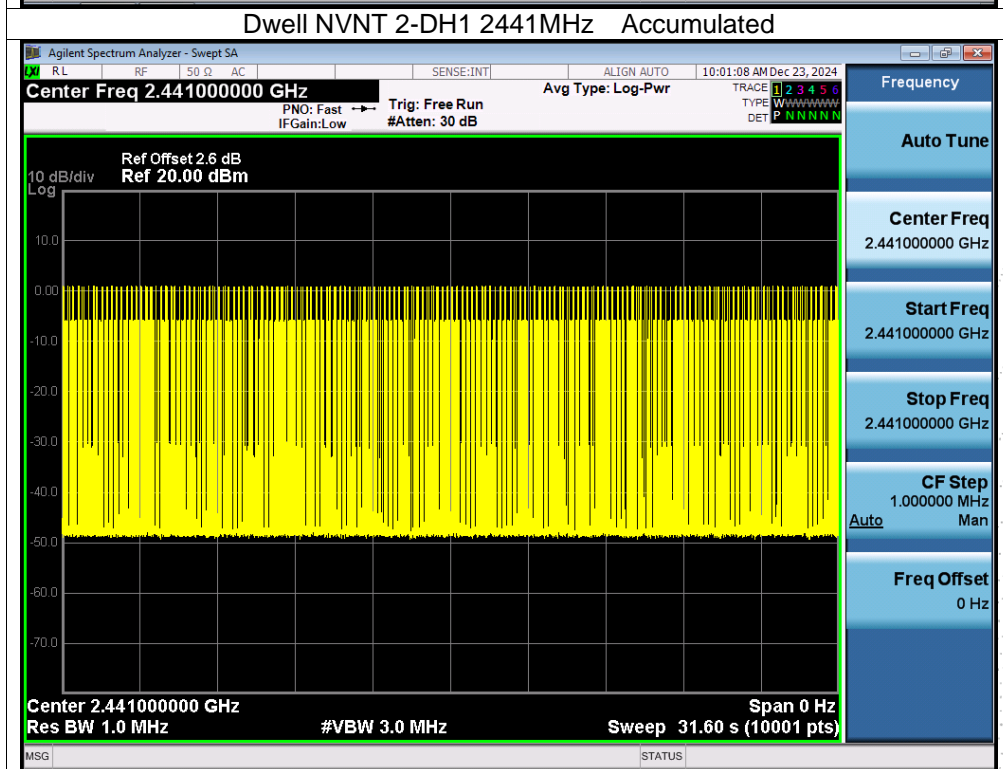 Dwell NVNT 2-DH1 2441MHz Accumulated
Agilent Spectrum Analyzer - Swept SA
LXI RL RF 50 Ω AC SENSE:INT ALIGN AUTO 10:01:08 AM Dec 23, 2024
Center Freq 2.441000000 GHz
PNO: Fast
IFGain:Low
Trig: Free Run
#Atten: 30 dB
Avg Type: Log-Pwr
TRACE 1 2 3 4 5 6
TYPE WWWWWWW
DET P N N N N N
Frequency
Ref Offset 2.6 dB
10 dB/div Ref 20.00 dBm
Log
10.0
0.00
-10.0
-20.0
-30.0
-40.0
-50.0
-60.0
-70.0
Center 2.441000000 GHz Span 0 Hz
Res BW 1.0 MHz #VBW 3.0 MHz Sweep 31.60 s (10001 pts)
Auto Tune
Center Freq
2.441000000 GHz
Start Freq
2.441000000 GHz
Stop Freq
2.441000000 GHz
CF Step
1.000000 MHz
Auto Man
Freq Offset
0 Hz
MSG STATUS